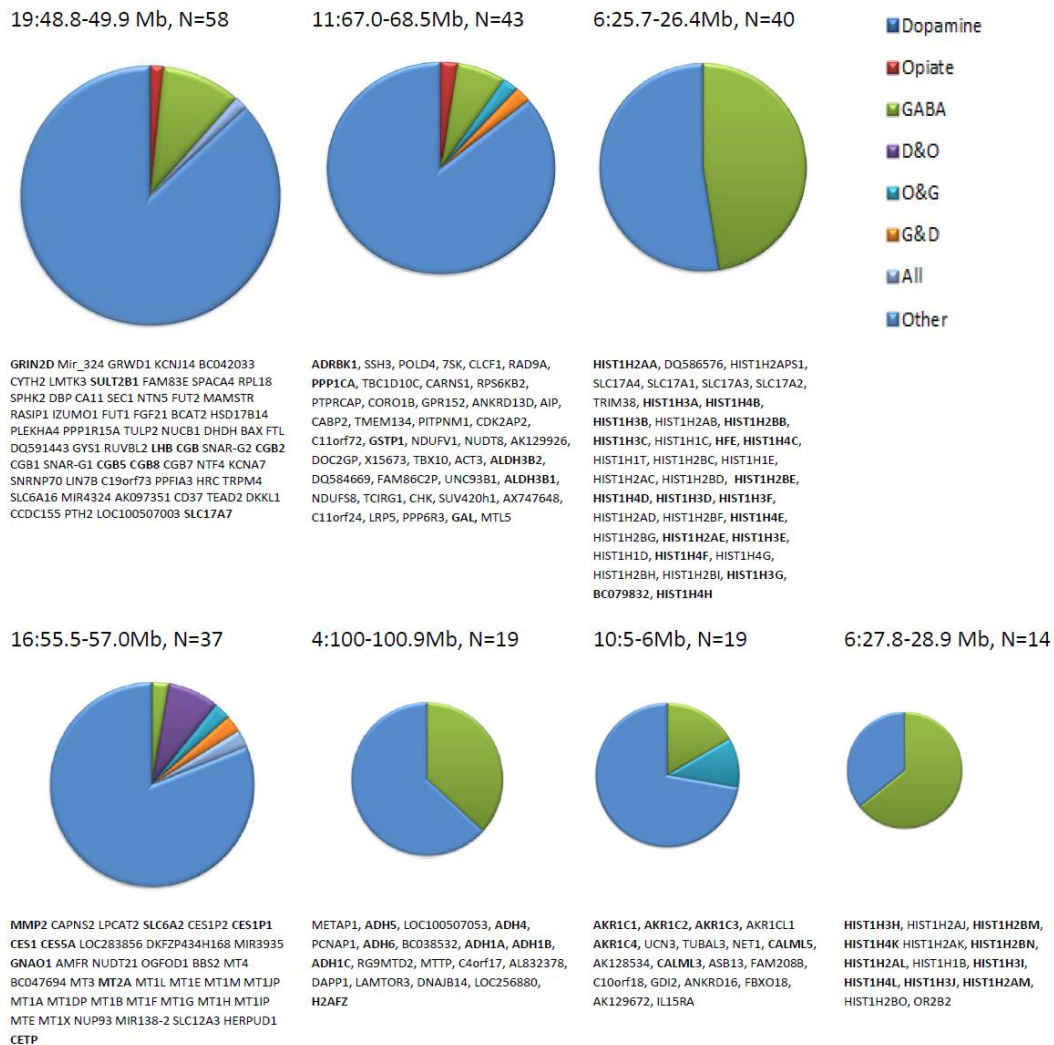 19:48.8-49.9 Mb, N=58
11:67.0-68.5Mb, N=43
6:25.7-26.4Mb, N=40
Dopamine
Opiate
GABA
D&O
O&G
G&D
All
Other
GRIN2D Mir_324 GRWD1 KCNJ14 BC042033
CYTH2 LMTK3 SULT2B1 FAM83E SPACA4 RPL18
SPHK2 DBP CA11 SEC1 NTN5 FUT2 MAMSTR
RASIP1 IZUMO1 FUT1 FGF21 BCAT2 HSD17B14
PLEKHA4 PPP1R15A TULP2 NUCB1 DHDH BAX FTL
DQ591443 GYS1 RUVBL2 LHB CGB SNAR-G2 CGB2
CGB1 SNAR-G1 CGB5 CGB8 CGB7 NTF4 KCNA7
SNRNP70 LIN7B C19orf73 PPFIA3 HRC TRPM4
SLC6A16 MIR4324 AK097351 CD37 TEAD2 DKKL1
CCDC155 PTH2 LOC100507003 SLC17A7
ADRBK1, SSH3, POLD4, 7SK, CLCF1, RAD9A,
PPP1CA, TBC1D10C, CARNS1, RPS6KB2,
PTPRCAP, CORO1B, GPR152, ANKRD13D, AIP,
CABP2, TMEM134, PITPNM1, CDK2AP2,
C11orf72, GSTP1, NDUFV1, NUDT8, AK129926,
DOC2GP, X15673, TBX10, ACT3, ALDH3B2,
DQ584669, FAM86C2P, UNC93B1, ALDH3B1,
NDUFS8, TCIRG1, CHK, SUV420h1, AX747648,
C11orf24, LRP5, PPP6R3, GAL, MTL5
HIST1H2AA, DQ586576, HIST1H2APS1,
SLC17A4, SLC17A1, SLC17A3, SLC17A2,
TRIM38, HIST1H3A, HIST1H4B,
HIST1H3B, HIST1H2AB, HIST1H2BB,
HIST1H3C, HIST1H1C, HFE, HIST1H4C,
HIST1H1T, HIST1H2BC, HIST1H1E,
HIST1H2AC, HIST1H2BD, HIST1H2BE,
HIST1H4D, HIST1H3D, HIST1H3F,
HIST1H2AD, HIST1H2BF, HIST1H4E,
HIST1H2BG, HIST1H2AE, HIST1H3E,
HIST1H1D, HIST1H4F, HIST1H4G,
HIST1H2BH, HIST1H2BI, HIST1H3G,
BC079832, HIST1H4H
16:55.5-57.0Mb, N=37
4:100-100.9Mb, N=19
10:5-6Mb, N=19
6:27.8-28.9 Mb, N=14
MMP2 CAPNS2 LPCAT2 SLC6A2 CES1P2 CES1P1
CES1 CES5A LOC283856 DKFZP434H168 MIR3935
GNAO1 AMFR NUDT21 OGFOD1 BBS2 MT4
BC047694 MT3 MT2A MT1L MT1E MT1M MT1JP
MT1A MT1DP MT1B MT1F MT1G MT1H MT1IP
MTE MT1X NUP93 MIR138-2 SLC12A3 HERPUD1
CETP
METAP1, ADH5, LOC100507053, ADH4,
PCNAP1, ADH6, BC038532, ADH1A, ADH1B,
ADH1C, RG9MTD2, MTTP, C4orf17, AL832378,
DAPP1, LAMTOR3, DNAJB14, LOC256880,
H2AFZ
AKR1C1, AKR1C2, AKR1C3, AKR1CL1
AKR1C4, UCN3, TUBAL3, NET1, CALML5,
AK128534, CALML3, ASB13, FAM208B,
C10orf18, GDI2, ANKRD16, FBXO18,
AK129672, IL15RA
HIST1H3H, HIST1H2AJ, HIST1H2BM,
HIST1H4K HIST1H2AK, HIST1H2BN,
HIST1H2AL, HIST1H1B, HIST1H3I,
HIST1H4L, HIST1H3J, HIST1H2AM,
HIST1H2BO, OR2B2